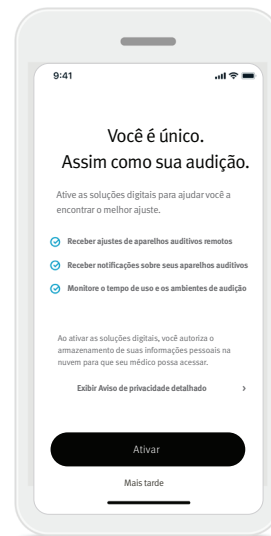 9:41
Você é único.
Assim como sua audição.
Ative as soluções digitais para ajudar você a
encontrar o melhor ajuste.
Receber ajustes de aparelhos auditivos remotos
Receber notificações sobre seus aparelhos auditivos
Monitore o tempo de uso e os ambientes de audição
Ao ativar as soluções digitais, você autoriza o
armazenamento de suas informações pessoais na
nuvem para que seu médico possa acessar.
Exibir Aviso de privacidade detalhado
Ativar
Mais tarde